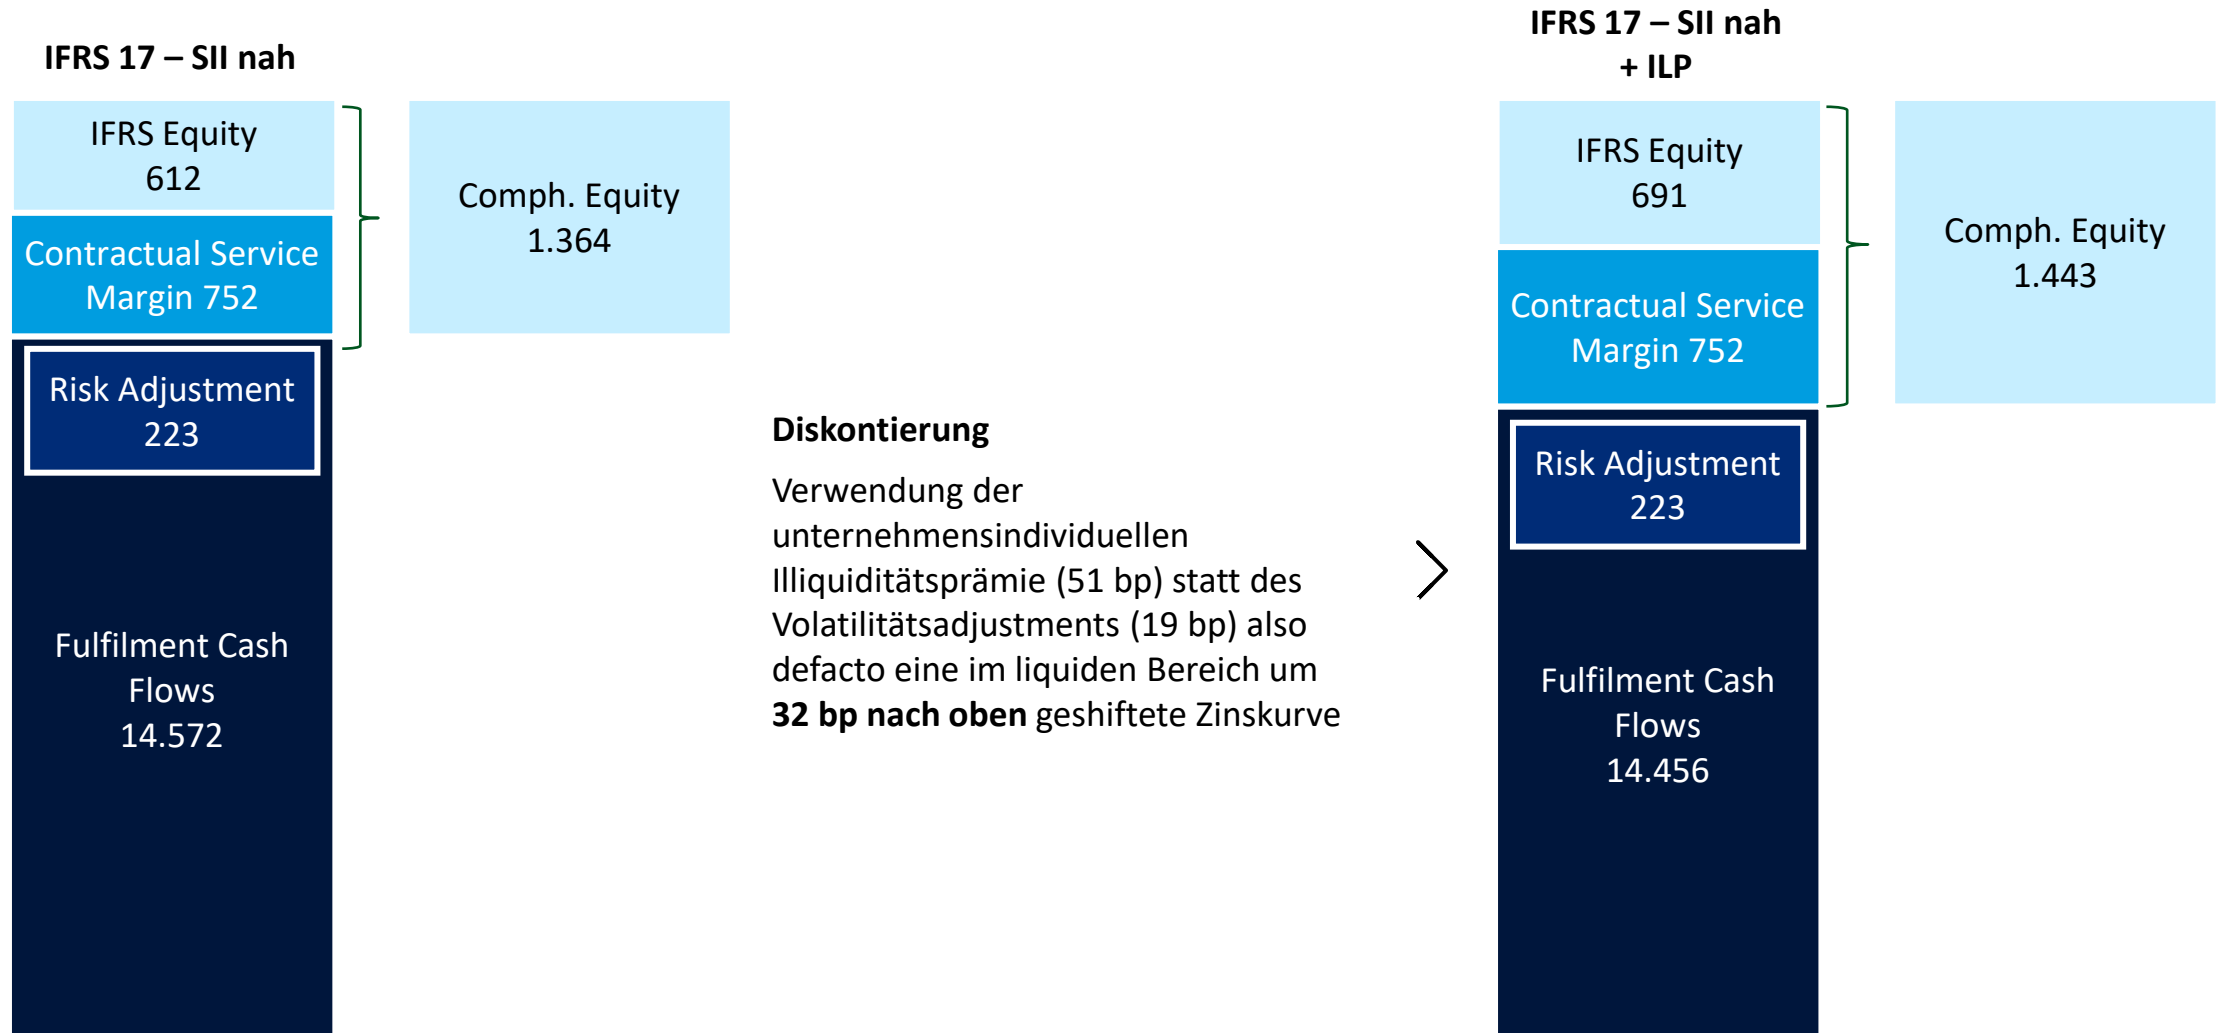 IFRS 17 – SII nah
IFRS Equity
612
Contractual Service
Margin 752
Risk Adjustment
223
Fulfilment Cash
Flows
14.572
Comph. Equity
1.364
Diskontierung
Verwendung der
unternehmensindividuellen
Illiquiditätsprämie (51 bp) statt des
Volatilitätsadjustments (19 bp) also
defacto eine im liquiden Bereich um
32 bp nach oben geshiftete Zinskurve
IFRS 17 – SII nah
+ ILP
IFRS Equity
691
Contractual Service
Margin 752
Risk Adjustment
223
Fulfilment Cash
Flows
14.456
Comph. Equity
1.443